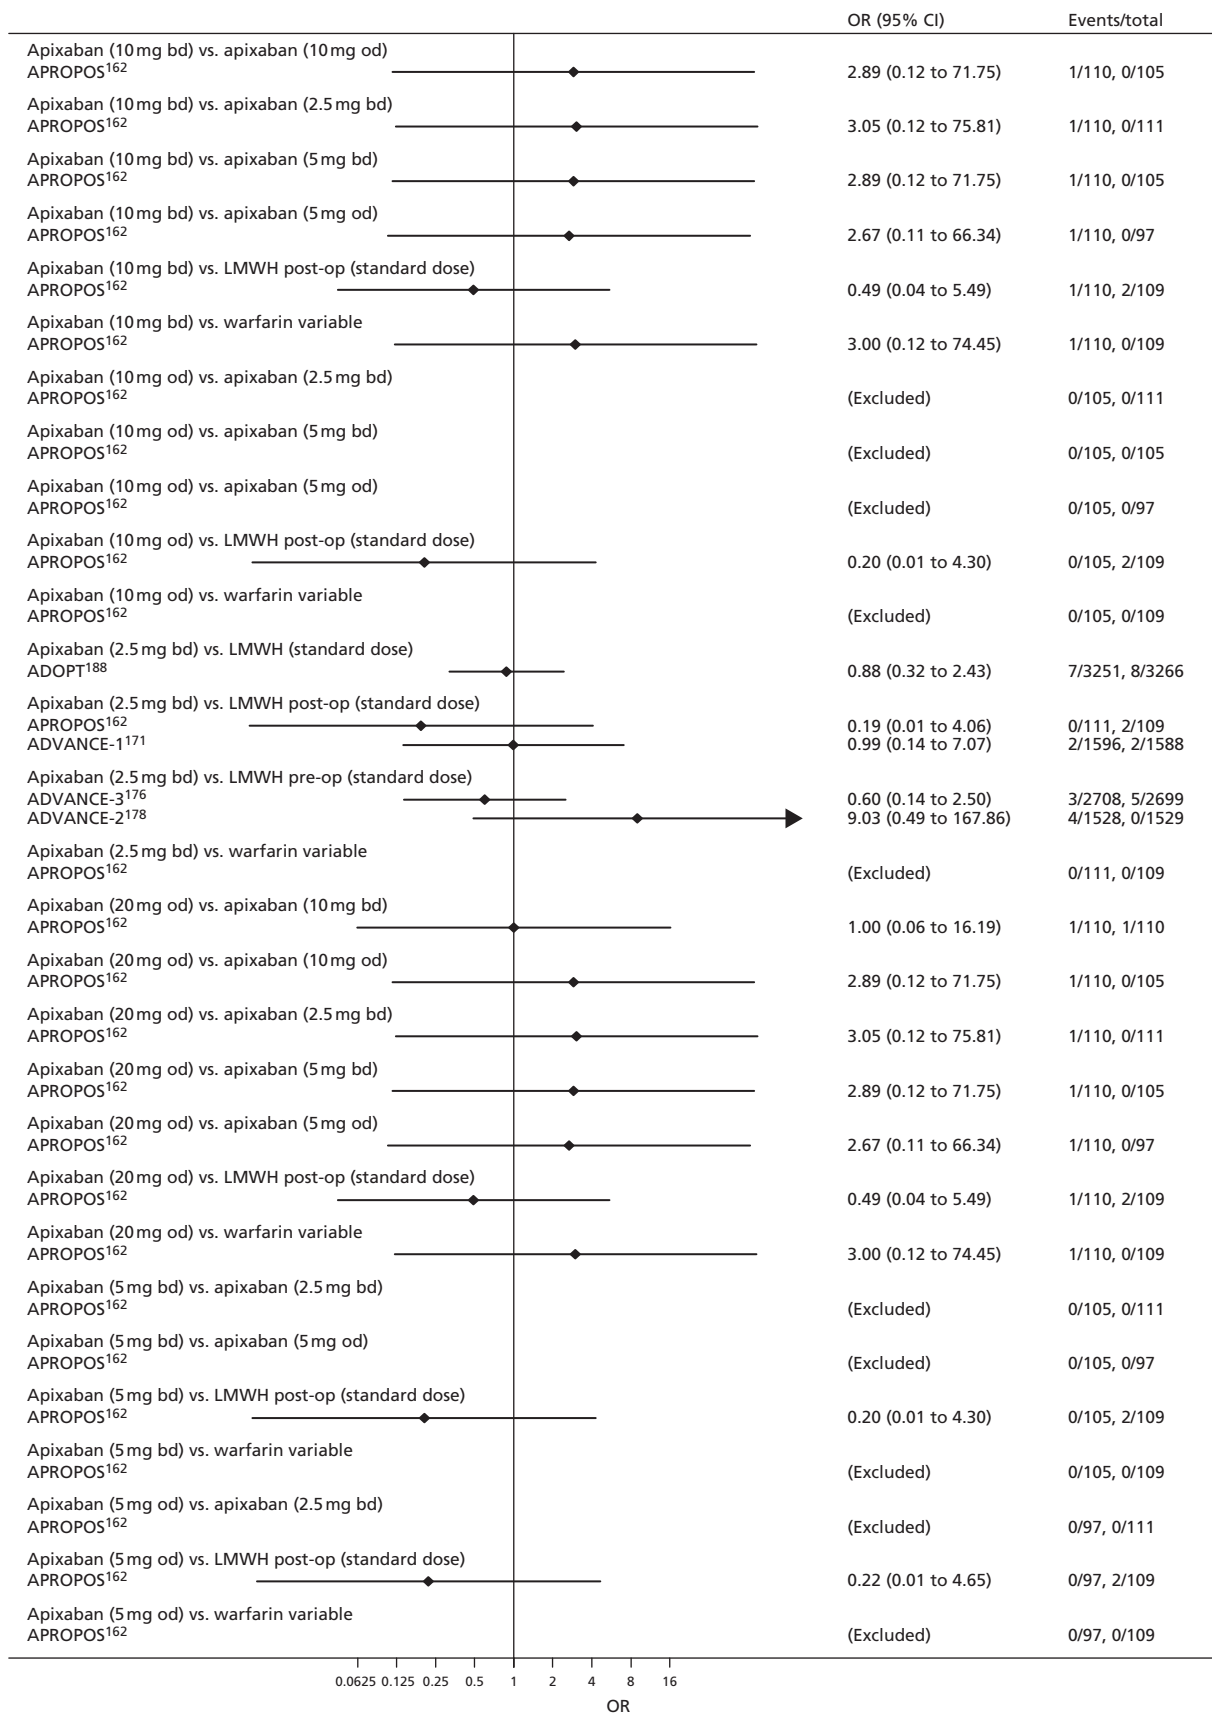 OR (95% CI) Events/total
Apixaban (10 mg bd) vs. apixaban (10 mg od)
APROPOS162 2.89 (0.12 to 71.75) 1/110, 0/105
Apixaban (10 mg bd) vs. apixaban (2.5 mg bd)
APROPOS162 3.05 (0.12 to 75.81) 1/110, 0/111
Apixaban (10 mg bd) vs. apixaban (5 mg bd)
APROPOS162 2.89 (0.12 to 71.75) 1/110, 0/105
Apixaban (10 mg bd) vs. apixaban (5 mg od)
APROPOS162 2.67 (0.11 to 66.34) 1/110, 0/97
Apixaban (10 mg bd) vs. LMWH post-op (standard dose)
APROPOS162 0.49 (0.04 to 5.49) 1/110, 2/109
Apixaban (10 mg bd) vs. warfarin variable
APROPOS162 3.00 (0.12 to 74.45) 1/110, 0/109
Apixaban (10 mg od) vs. apixaban (2.5 mg bd)
APROPOS162 (Excluded) 0/105, 0/111
Apixaban (10 mg od) vs. apixaban (5 mg bd)
APROPOS162 (Excluded) 0/105, 0/105
Apixaban (10 mg od) vs. apixaban (5 mg od)
APROPOS162 (Excluded) 0/105, 0/97
Apixaban (10 mg od) vs. LMWH post-op (standard dose)
APROPOS162 0.20 (0.01 to 4.30) 0/105, 2/109
Apixaban (10 mg od) vs. warfarin variable
APROPOS162 (Excluded) 0/105, 0/109
Apixaban (2.5 mg bd) vs. LMWH (standard dose)
ADOPT188 0.88 (0.32 to 2.43) 7/3251, 8/3266
Apixaban (2.5 mg bd) vs. LMWH post-op (standard dose)
APROPOS162 0.19 (0.01 to 4.06) 0/111, 2/109
ADVANCE-1171 0.99 (0.14 to 7.07) 2/1596, 2/1588
Apixaban (2.5 mg bd) vs. LMWH pre-op (standard dose)
ADVANCE-3176 0.60 (0.14 to 2.50) 3/2708, 5/2699
ADVANCE-2178 9.03 (0.49 to 167.86) 4/1528, 0/1529
Apixaban (2.5 mg bd) vs. warfarin variable
APROPOS162 (Excluded) 0/111, 0/109
Apixaban (20 mg od) vs. apixaban (10 mg bd)
APROPOS162 1.00 (0.06 to 16.19) 1/110, 1/110
Apixaban (20 mg od) vs. apixaban (10 mg od)
APROPOS162 2.89 (0.12 to 71.75) 1/110, 0/105
Apixaban (20 mg od) vs. apixaban (2.5 mg bd)
APROPOS162 3.05 (0.12 to 75.81) 1/110, 0/111
Apixaban (20 mg od) vs. apixaban (5 mg bd)
APROPOS162 2.89 (0.12 to 71.75) 1/110, 0/105
Apixaban (20 mg od) vs. apixaban (5 mg od)
APROPOS162 2.67 (0.11 to 66.34) 1/110, 0/97
Apixaban (20 mg od) vs. LMWH post-op (standard dose)
APROPOS162 0.49 (0.04 to 5.49) 1/110, 2/109
Apixaban (20 mg od) vs. warfarin variable
APROPOS162 3.00 (0.12 to 74.45) 1/110, 0/109
Apixaban (5 mg bd) vs. apixaban (2.5 mg bd)
APROPOS162 (Excluded) 0/105, 0/111
Apixaban (5 mg bd) vs. apixaban (5 mg od)
APROPOS162 (Excluded) 0/105, 0/97
Apixaban (5 mg bd) vs. LMWH post-op (standard dose)
APROPOS162 0.20 (0.01 to 4.30) 0/105, 2/109
Apixaban (5 mg bd) vs. warfarin variable
APROPOS162 (Excluded) 0/105, 0/109
Apixaban (5 mg od) vs. apixaban (2.5 mg bd)
APROPOS162 (Excluded) 0/97, 0/111
Apixaban (5 mg od) vs. LMWH post-op (standard dose)
APROPOS162 0.22 (0.01 to 4.65) 0/97, 2/109
Apixaban (5 mg od) vs. warfarin variable
APROPOS162 (Excluded) 0/97, 0/109
0.0625 0.125 0.25 0.5 1 2 4 8 16
OR